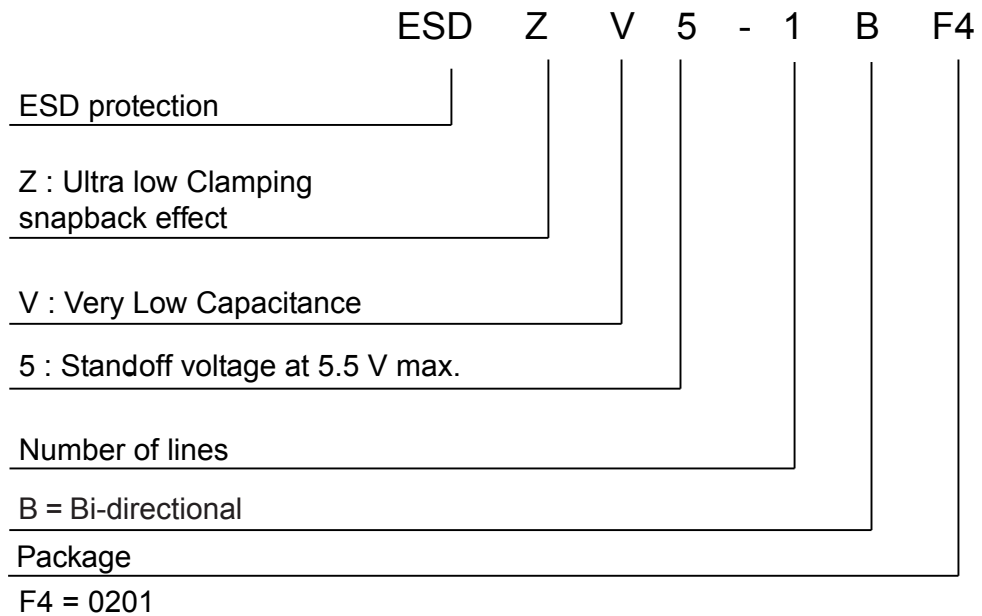 ESD Z V 5 - 1 B F4
ESD protection
Z : Ultra low Clamping
snapback effect
V : Very Low Capacitance
5 : Standoff voltage at 5.5 V max.
Number of lines
B = Bi-directional
Package
F4 = 0201